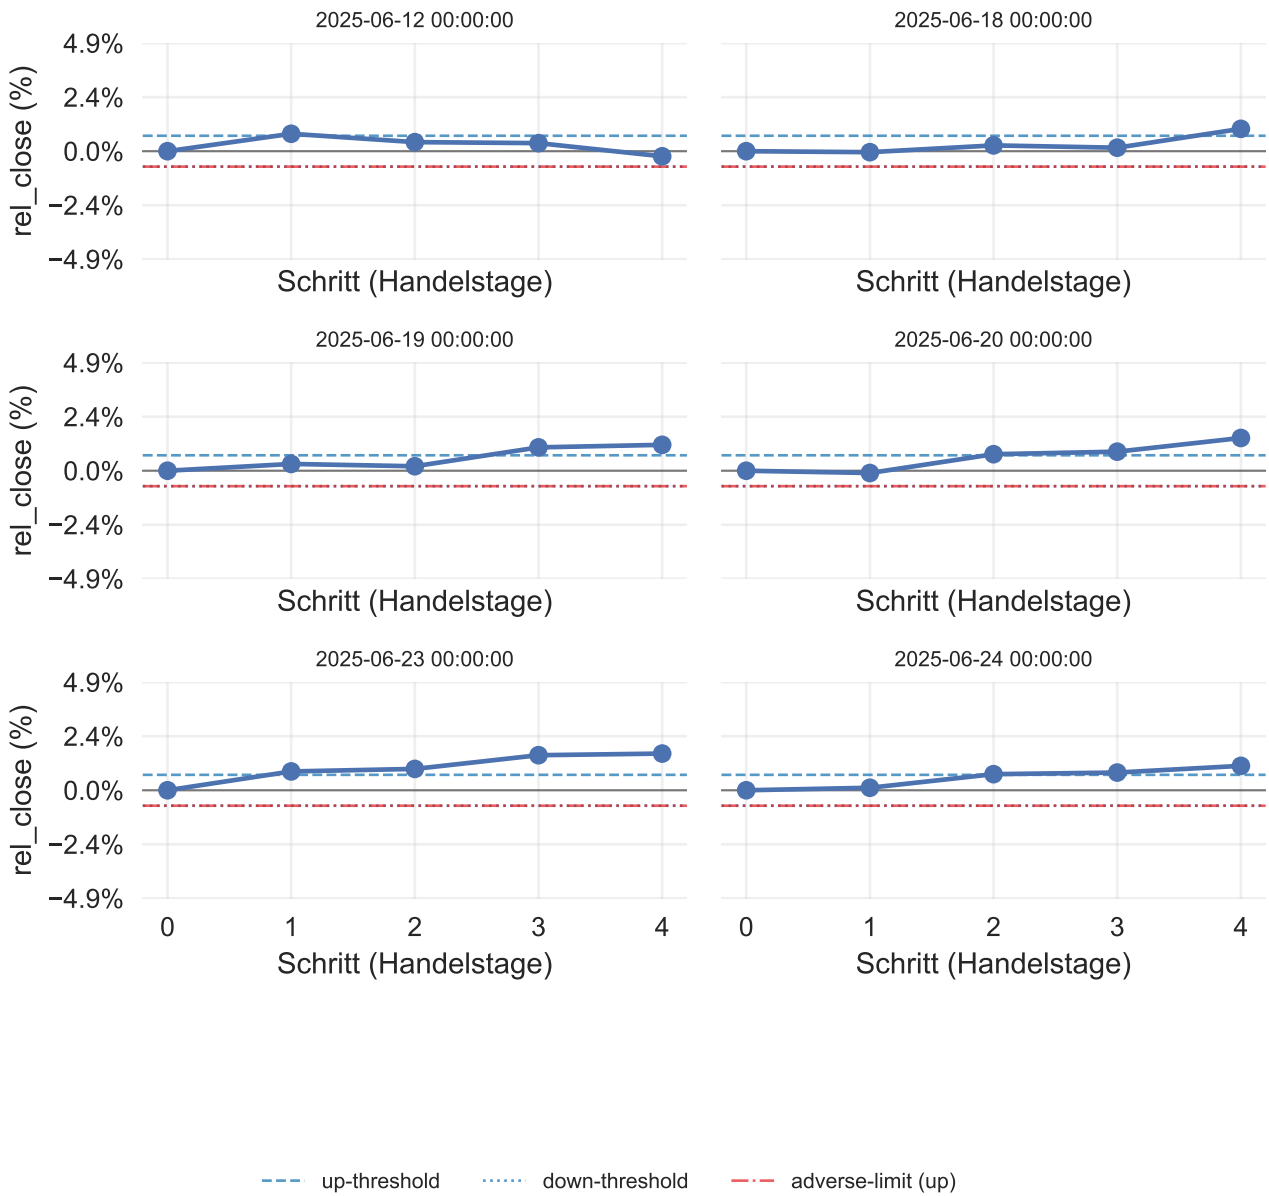 2025-06-12 00:00:00
2025-06-18 00:00:00
4.9%
2.4%
0.0%
−2.4%
−4.9%
rel_close (%)
Schritt (Handelstage)
Schritt (Handelstage)
2025-06-19 00:00:00
2025-06-20 00:00:00
4.9%
2.4%
0.0%
−2.4%
−4.9%
rel_close (%)
Schritt (Handelstage)
Schritt (Handelstage)
2025-06-23 00:00:00
2025-06-24 00:00:00
4.9%
2.4%
0.0%
−2.4%
−4.9%
rel_close (%)
0 1 2 3 4
0 1 2 3 4
Schritt (Handelstage)
Schritt (Handelstage)
up-threshold
down-threshold
adverse-limit (up)